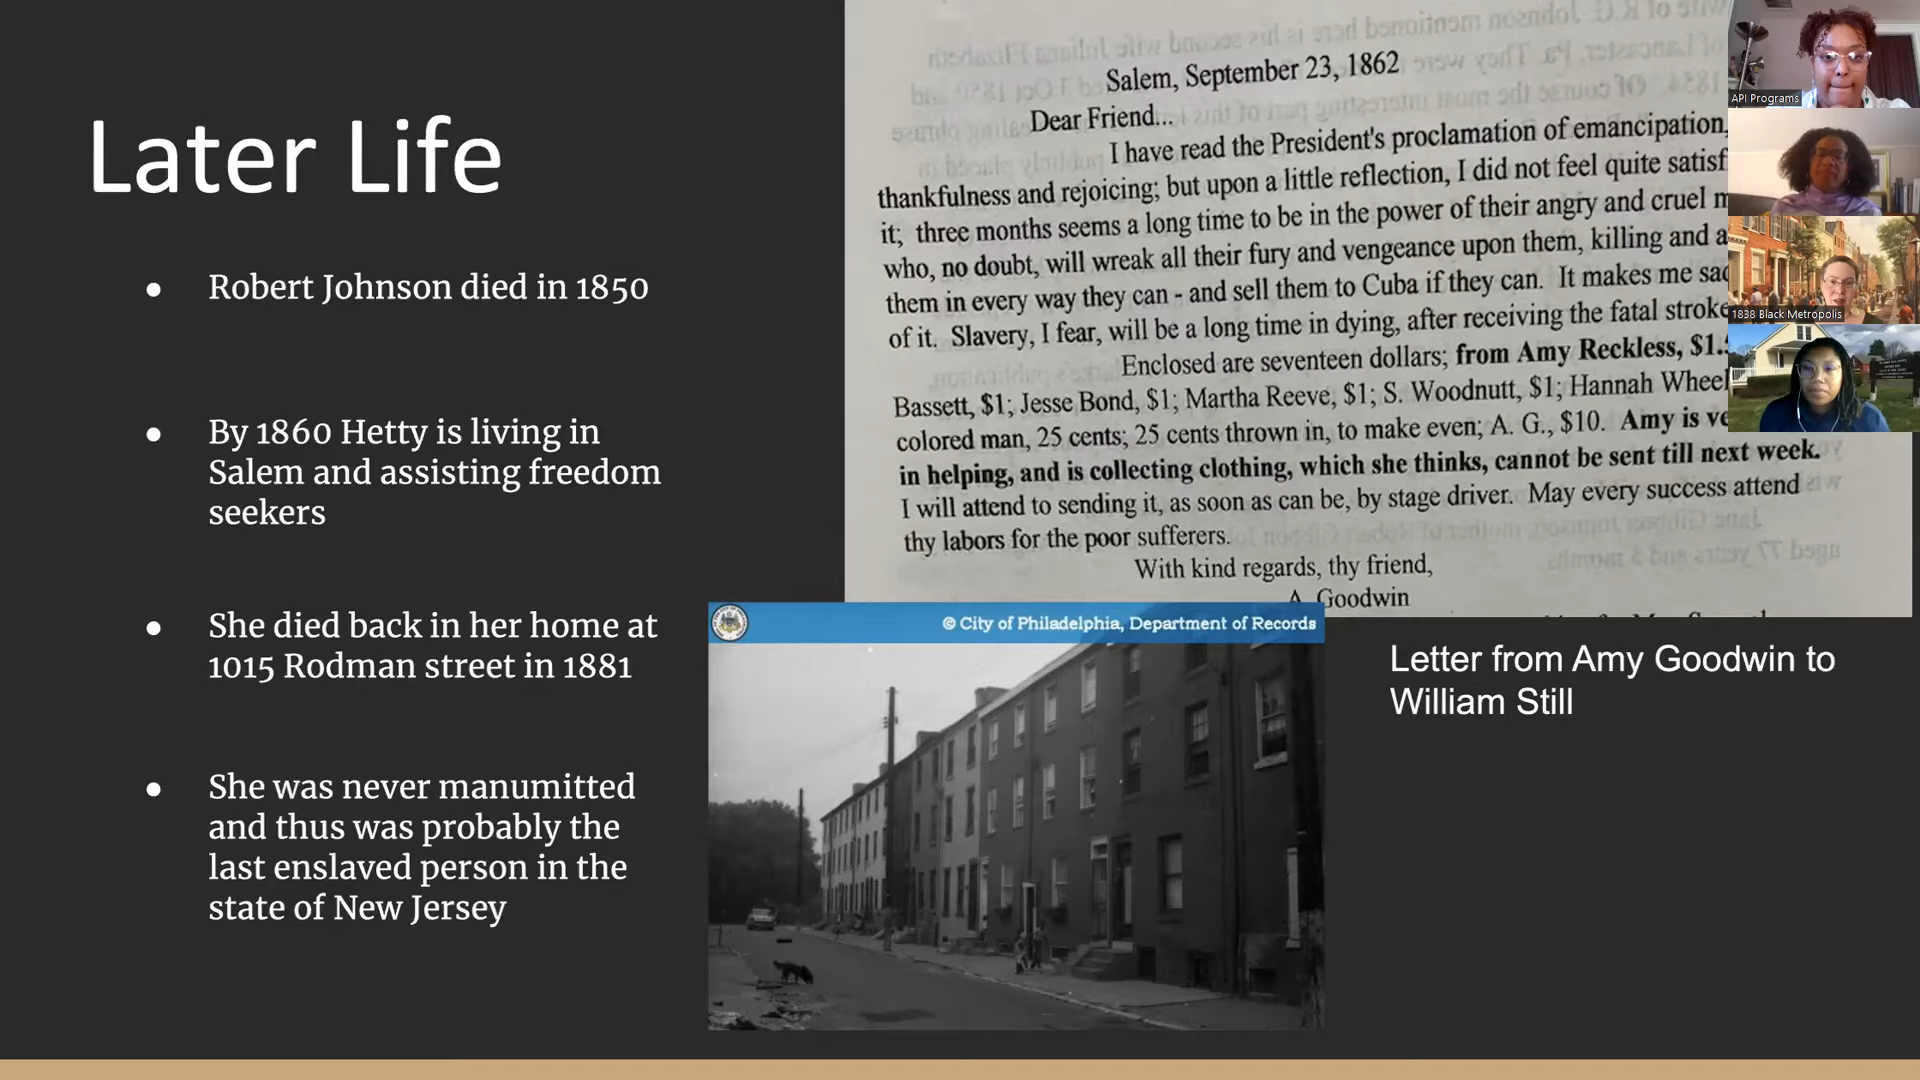 Later Life
Robert Johnson died in 1850
By 1860 Hetty is living in
Salem and assisting freedom
seekers
She died back in her home at
1015 Rodman street in 1881
She was never manumitted
and thus was probably the
last enslaved person in the
state of New Jersey
Salem, September 23, 1862
Dear Friend...
I have read the President's proclamation of emancipation,
thankfulness and rejoicing; but upon a little reflection, I did not feel quite satisf
it; three months seems a long time to be in the power of their angry and cruel m
who, no doubt, will wreak all their fury and vengeance upon them, killing and a
them in every way they can - and sell them to Cuba if they can. It makes me sad
of it. Slavery, I fear, will be a long time in dying, after receiving the fatal stroke
Enclosed are seventeen dollars; from Amy Reckless, $1.
Bassett, $1; Jesse Bond, $1; Martha Reeve, $1; S. Woodnutt, $1; Hannah Wheel
colored man, 25 cents; 25 cents thrown in, to make even; A. G., $10. Amy is ve
in helping, and is collecting clothing, which she thinks, cannot be sent till next week.
I will attend to sending it, as soon as can be, by stage driver. May every success attend
thy labors for the poor sufferers.
With kind regards, thy friend,
A. Goodwin
© City of Philadelphia, Department of Records
Letter from Amy Goodwin to
William Still
API Programs
1838 Black Metropolis